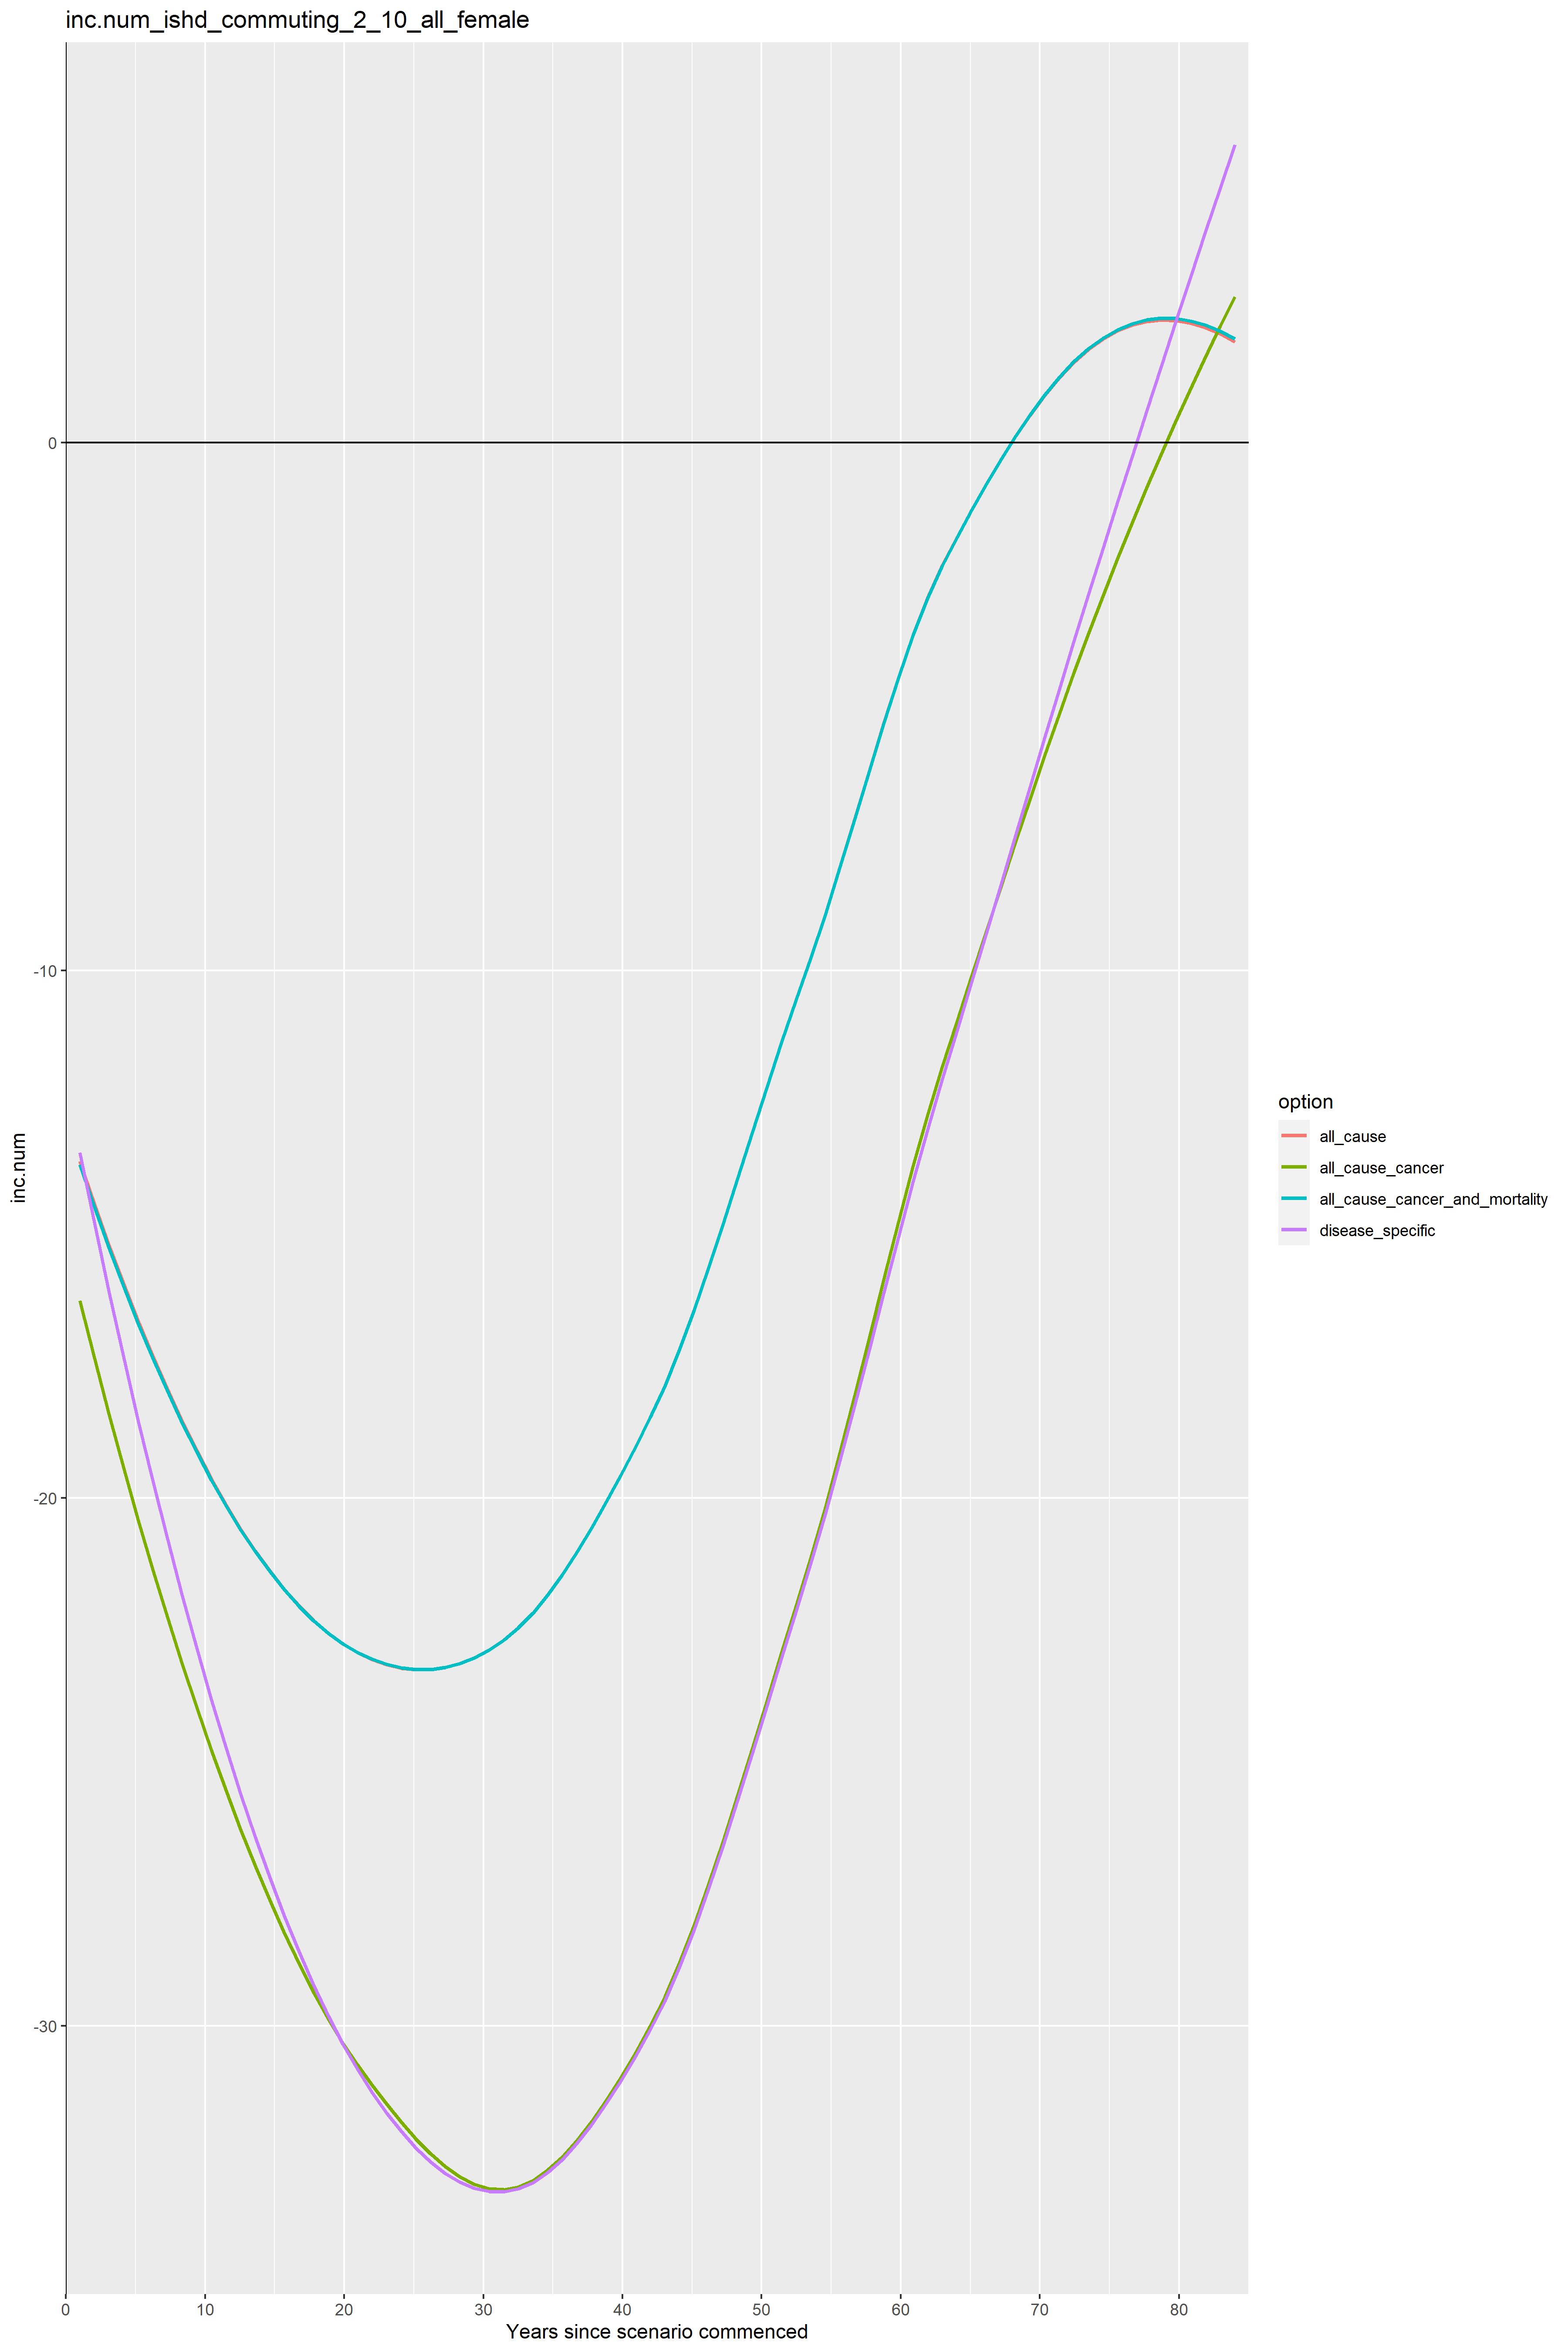 inc.num_ishd_commuting_2_10_all_female
inc.num
0
-10
-20
-30
0 10 20 30 40 50 60 70 80
Years since scenario commenced
option
all_cause
all_cause_cancer
all_cause_cancer_and_mortality
disease_specific